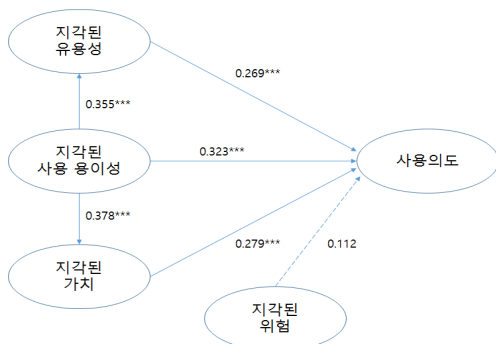 지각된
유용성
0.269***
0.355***
지각된
사용 용이성
0.323***
사용의도
0.378***
지각된
가치
0.279***
0.112
지각된
위험